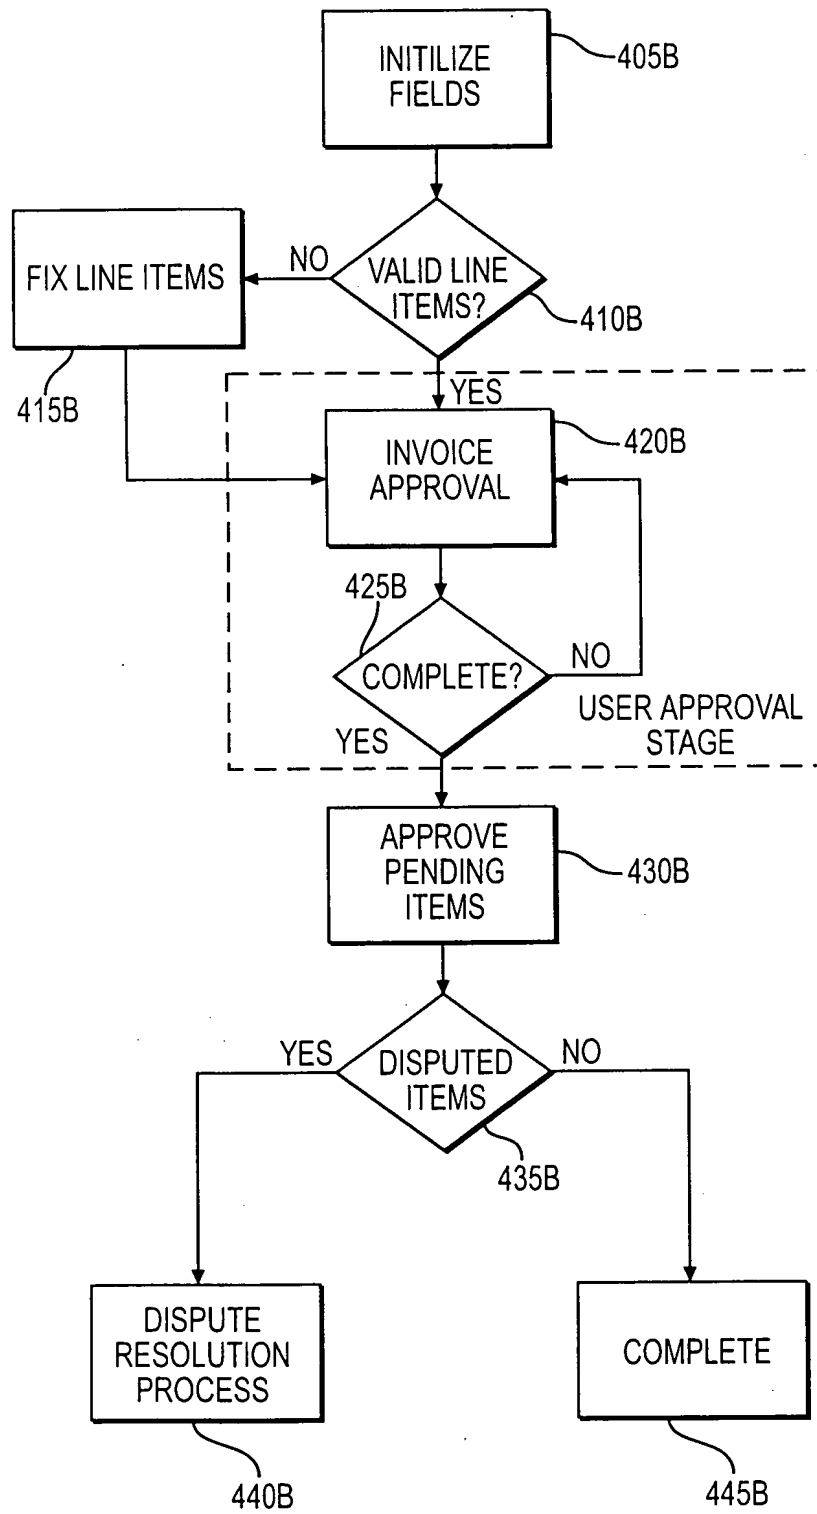 INITILIZE
FIELDS
405B
NO
FIX LINE ITEMS
VALID LINE
ITEMS?
410B
415B
YES
INVOICE
APPROVAL
420B
425B
COMPLETE?
NO
YES
USER APPROVAL
STAGE
APPROVE
PENDING
ITEMS
430B
YES
DISPUTED
ITEMS
NO
435B
DISPUTE
RESOLUTION
PROCESS
COMPLETE
440B
445B